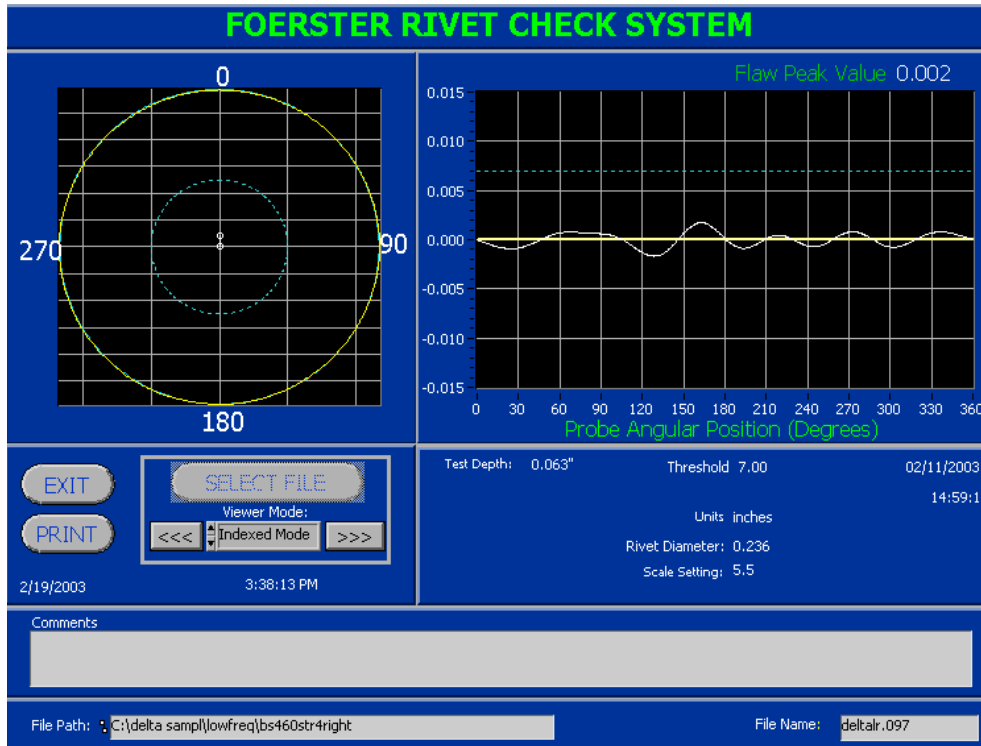 FOERSTER RIVET CHECK SYSTEM
0
270
90
180
Flaw Peak Value 0.002
0.015
0.010
0.005
0.000
-0.005
-0.010
-0.015
0 30 60 90 120 150 180 210 240 270 300 330 360
Probe Angular Position (Degrees)
EXIT
PRINT
SELECT FILE
Viewer Mode:
<<< Indexed Mode >>>
2/19/2003 3:38:13 PM
Test Depth: 0.063" Threshold 7.00 02/11/2003
14:59:1
Units inches
Rivet Diameter: 0.236
Scale Setting: 5.5
Comments
File Path: C:\delta sampl\lowfreq\bs460str4right File Name: deltalr.097